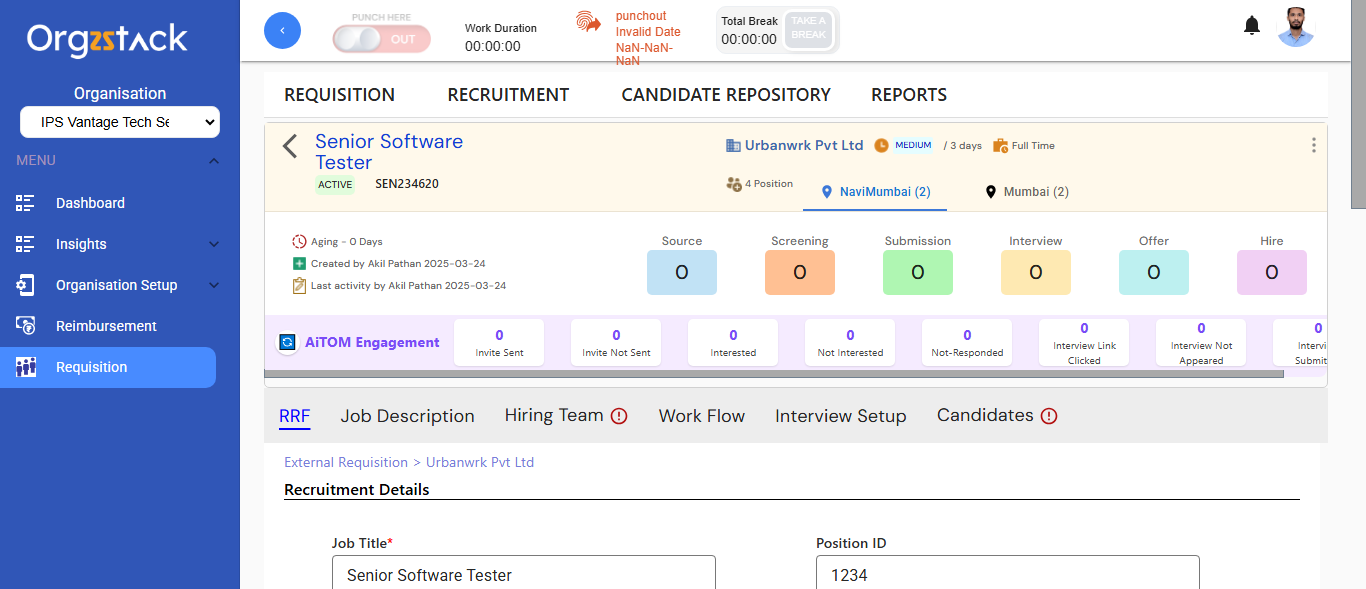 Orgzstack
Organisation
IPS Vantage Tech Se
MENU
Dashboard
Insights
Organisation Setup
Reimbursement
Requisition
PUNCH HERE
OUT
Work Duration
00:00:00
punchout
Invalid Date
NaN-NaN-
NaN
Total Break
00:00:00
TAKE A
BREAK
REQUISITION RECRUITMENT CANDIDATE REPOSITORY REPORTS
Senior Software
Tester
ACTIVE SEN234620
Urbanwrk Pvt Ltd MEDIUM / 3 days Full Time
4 Position NaviMumbai (2) Mumbai (2)
Aging - 0 Days
Created by Akil Pathan 2025-03-24
Last activity by Akil Pathan 2025-03-24
Source Screening Submission Interview Offer Hire
0 0 0 0 0 0
AiTOM Engagement
0
Invite Sent
0
Invite Not Sent
0
Interested
0
Not Interested
0
Not-Responded
0
Interview Link
Clicked
0
Interview Not
Appeared
0
Intervi
Submit
RRF Job Description Hiring Team Work Flow Interview Setup Candidates
External Requisition > Urbanwrk Pvt Ltd
Recruitment Details
Job Title*
Senior Software Tester
Position ID
1234